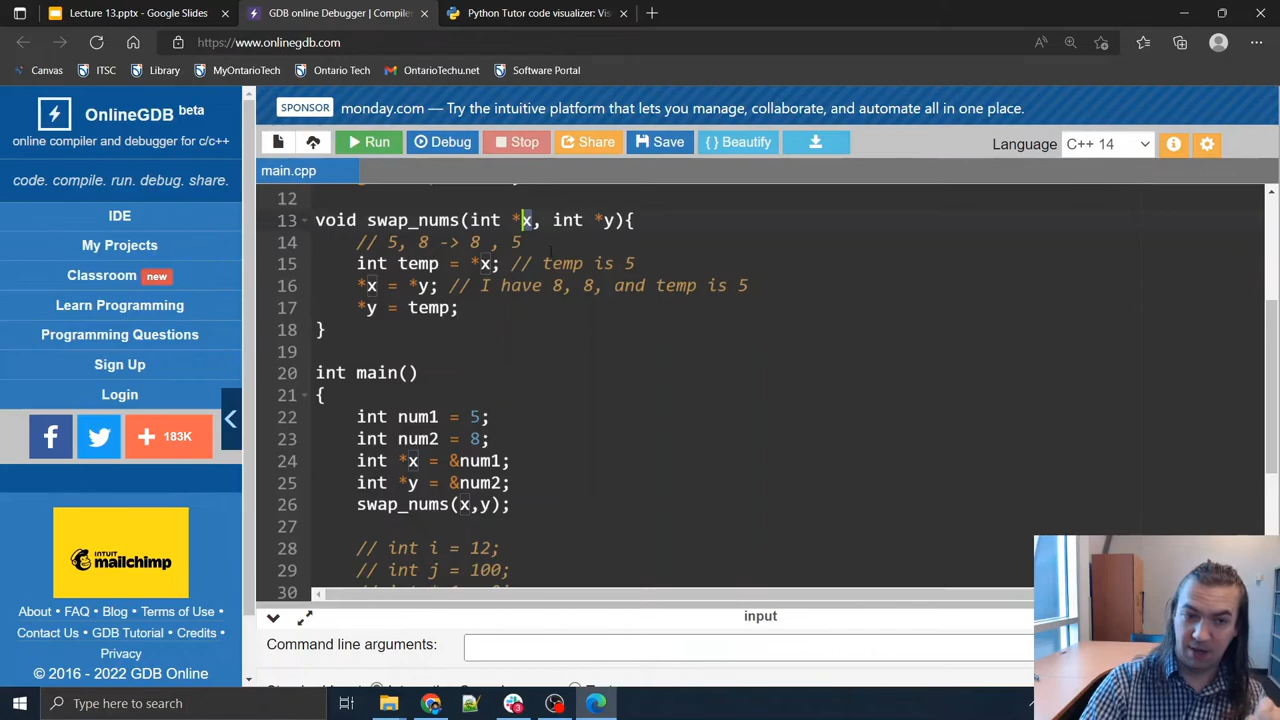 Lecture 13.pptx - Google Slides
GDB online Debugger | Compiler
Python Tutor code visualizer: Vis
https://www.onlinegdb.com
Canvas
ITSC
Library
MyOntarioTech
Ontario Tech
OntarioTechu.net
Software Portal
OnlineGDB beta
online compiler and debugger for c/c++
code. compile. run. debug. share.
IDE
My Projects
Classroom new
Learn Programming
Programming Questions
Sign Up
Login
183K
INTUIT
mailchimp
About • FAQ • Blog • Terms of Use •
Contact Us • GDB Tutorial • Credits •
Privacy
© 2016 - 2022 GDB Online
SPONSOR monday.com — Try the intuitive platform that lets you manage, collaborate, and automate all in one place.
Run Debug Stop Share Save { } Beautify
Language C++ 14
main.cpp
12
13 void swap_nums(int *x, int *y){
14 // 5, 8 -> 8 , 5
15 int temp = *x; // temp is 5
16 *x = *y; // I have 8, 8, and temp is 5
17 *y = temp;
18 }
19
20 int main()
21 {
22 int num1 = 5;
23 int num2 = 8;
24 int *x = &num1;
25 int *y = &num2;
26 swap_nums(x,y);
27
28 // int i = 12;
29 // int j = 100;
30
input
Command line arguments:
Type here to search